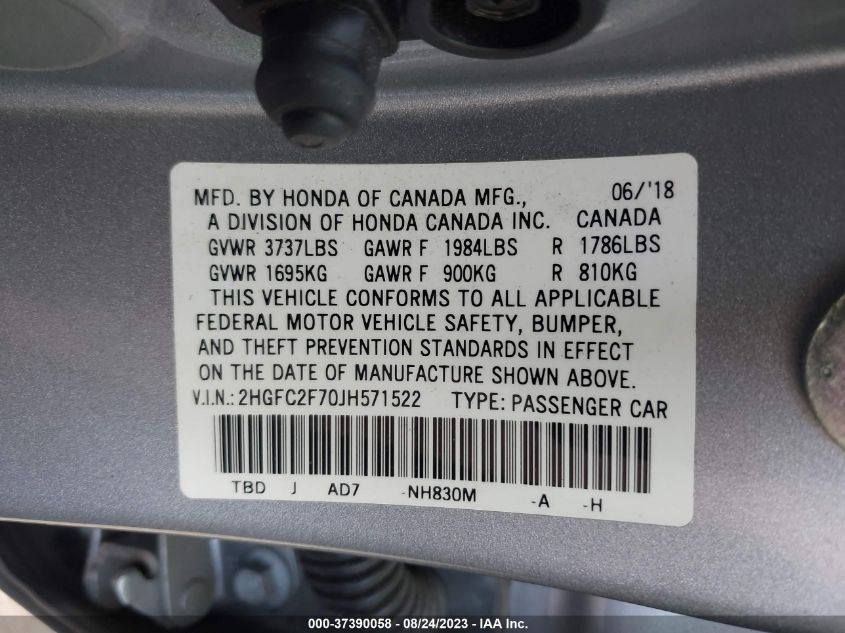 MFD. BY HONDA OF CANADA MFG., 06/'18
A DIVISION OF HONDA CANADA INC. CANADA
GVWR 3737LBS GAWR F 1984LBS R 1786LBS
GVWR 1695KG GAWR F 900KG R 810KG
THIS VEHICLE CONFORMS TO ALL APPLICABLE
FEDERAL MOTOR VEHICLE SAFETY, BUMPER,
AND THEFT PREVENTION STANDARDS IN EFFECT
ON THE DATE OF MANUFACTURE SHOWN ABOVE.
V.I.N.: 2HGFC2F70JH571522 TYPE: PASSENGER CAR
TBD J AD7 -NH830M -A -H
000-37390058 - 08/24/2023 - IAA Inc.